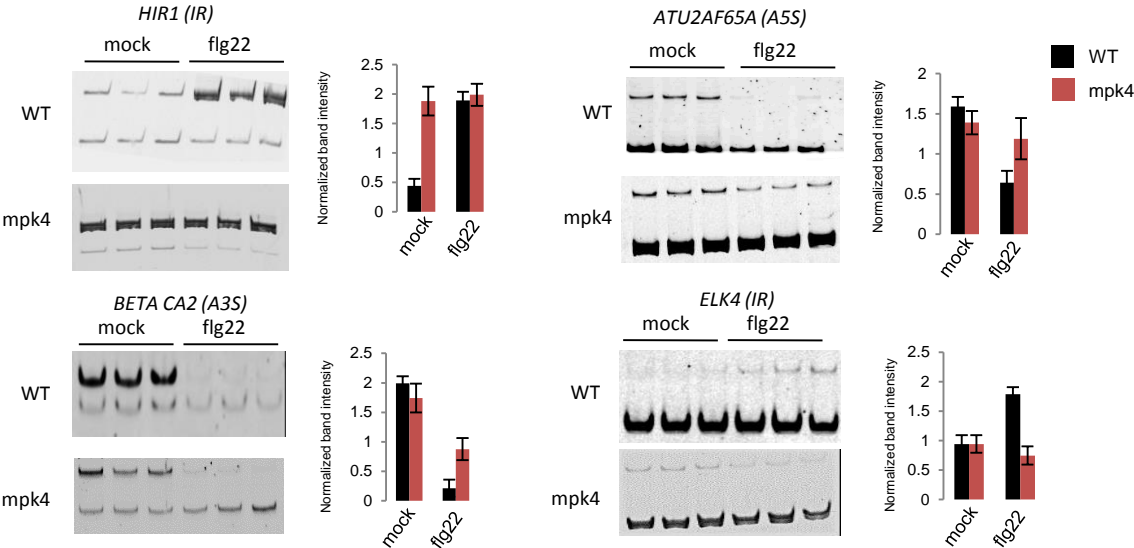 HIR1 (IR)
mock flg22
WT
mpk4
Normalized band intensity
2.5
2
1.5
1
0.5
0
mock flg22
ATU2AF65A (A5S)
mock flg22
WT
mpk4
Normalized band intensity
2
1.5
1
0.5
0
mock flg22
WT
mpk4
BETA CA2 (A3S)
mock flg22
WT
mpk4
Normalized band intensity
2.5
2
1.5
1
0.5
0
mock flg22
ELK4 (IR)
mock flg22
WT
mpk4
Normalized band intensity
2.5
2
1.5
1
0.5
0
mock flg22